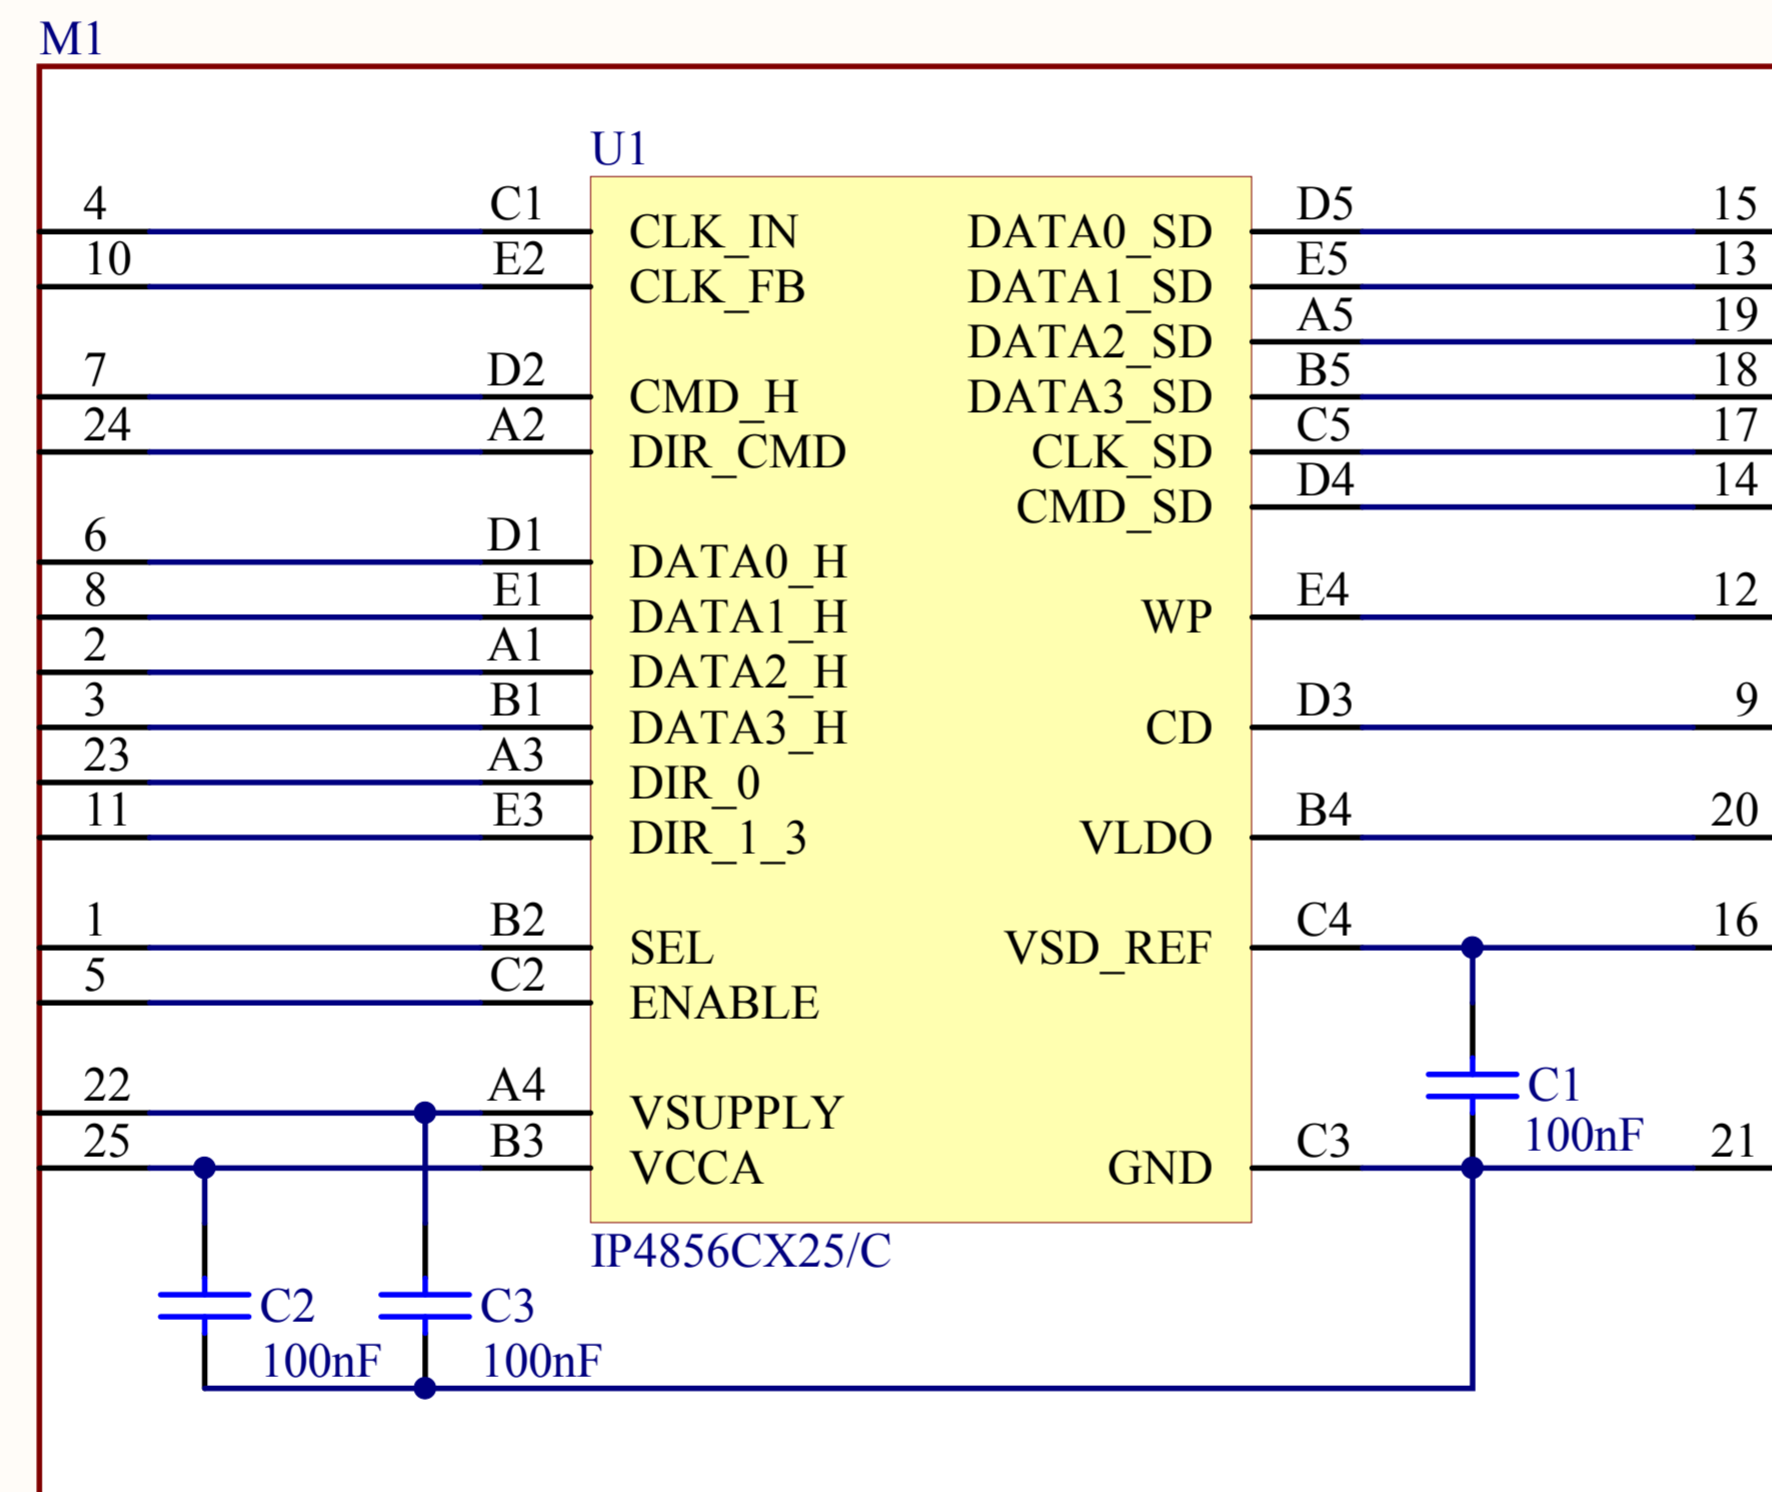 M1
U1
4 C1 CLK_IN DATA0_SD D5 15
10 E2 CLK_FB DATA1_SD E5 13
DATA2_SD A5 19
7 D2 CMD_H DATA3_SD B5 18
24 A2 DIR_CMD CLK_SD C5 17
CMD_SD D4 14
6 D1 DATA0_H
8 E1 DATA1_H WP E4 12
2 A1 DATA2_H
3 B1 DATA3_H CD D3 9
23 A3 DIR_0
11 E3 DIR_1_3 VLDO B4 20
1 B2 SEL VSD_REF C4 16
5 C2 ENABLE
22 A4 VSUPPLY C1
100nF
25 B3 VCCA GND C3 21
IP4856CX25/C
C2 C3
100nF 100nF